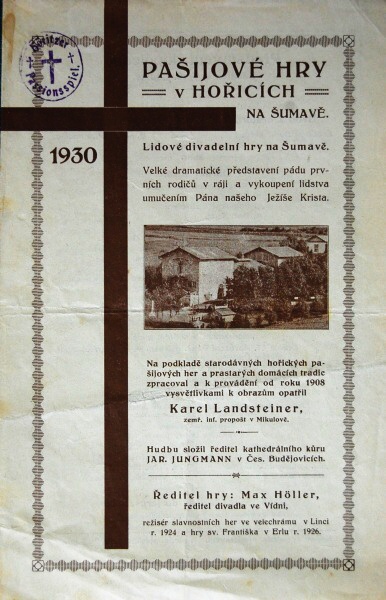 Höritzer
Passionsspiel.
PAŠIJOVÉ HRY
V HOŘICÍCH
NA ŠUMAVĚ.
1930
Lidové divadelní hry na Šumavě.
Velké dramatické představení pádu prv-
ních rodičů v ráji a vykoupení lidstva
umučením Pána našeho Ježíše Krista.
Na podkladě starodávných hořických pa-
šijových her a prastarých domácích tradic
zpracoval a k provádění od roku 1908
vysvětlivkami k obrazům opatřil
Karel Landsteiner,
zemř. inf. propošt v Mikulově.
Hudbu složil ředitel kathedrálního kůru
JAR. JUNGMANN v Čes. Budějovicích.
Ředitel hry: Max Höller,
ředitel divadla ve Vídni,
režisér slavnostních her ve velechrámu v Linci
r. 1924 a hry sv. Františka v Erlu r. 1926.